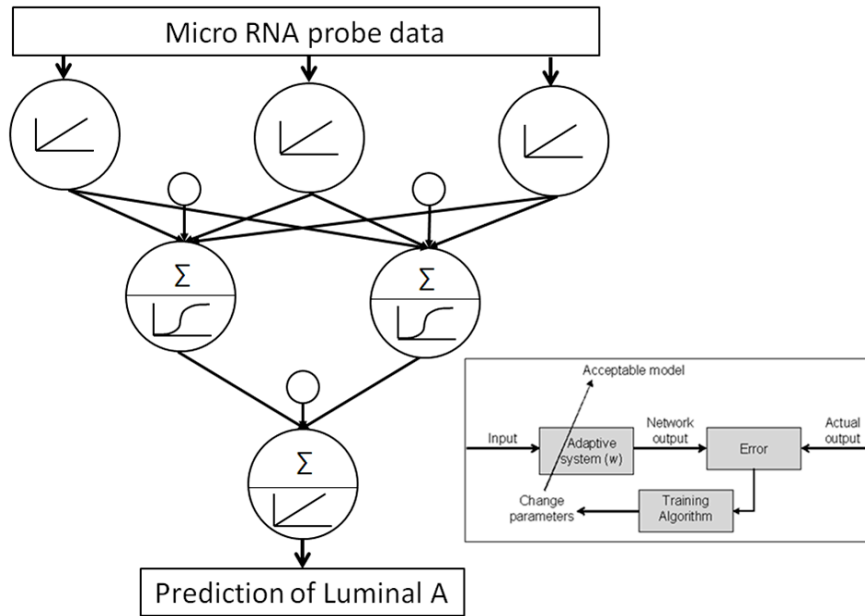 Micro RNA probe data
Σ
Σ
Σ
Prediction of Luminal A
Acceptable model
Input
Adaptive
system (w)
Network
output
Error
Actual
output
Change
parameters
Training
Algorithm